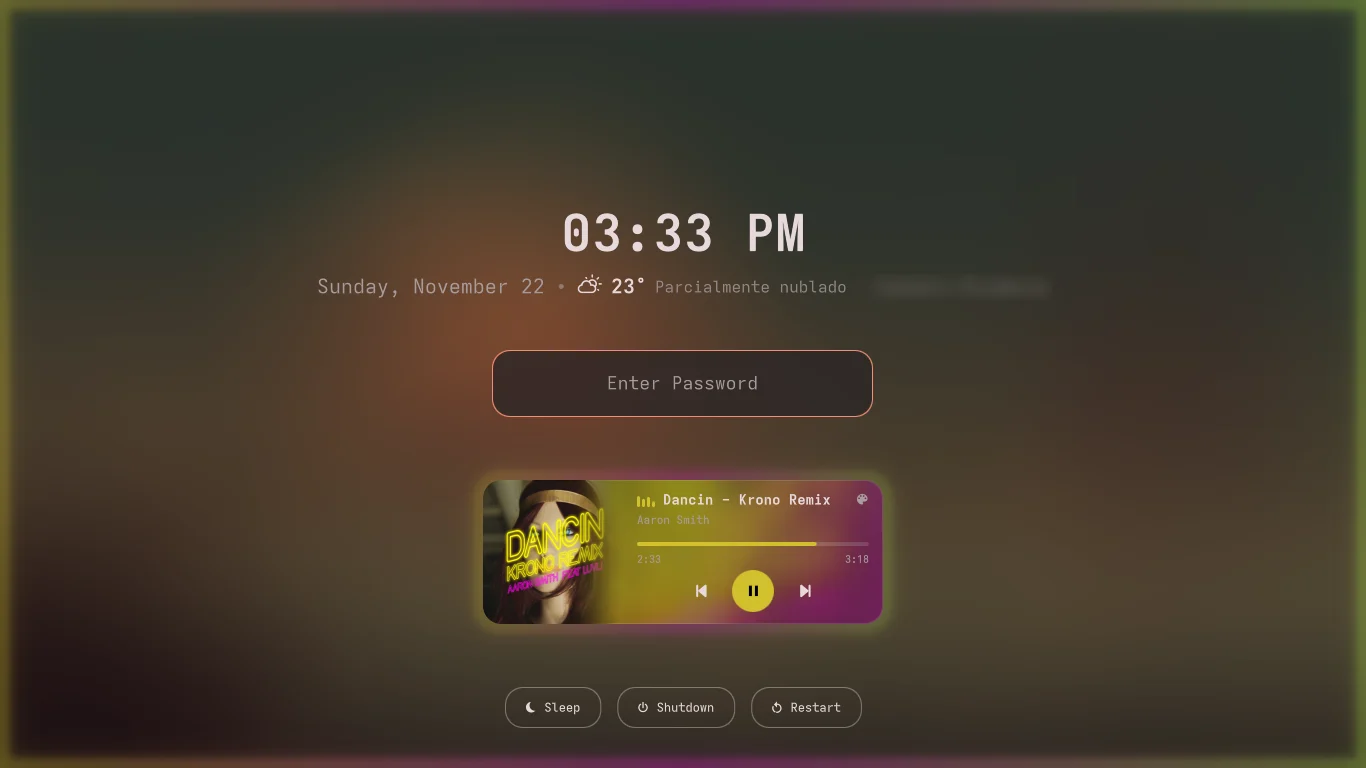 03:33 PM
Sunday, November 22 • 23° Parcialmente nublado
Enter Password
DANCIN
KRONO REMIX
Dancin - Krono Remix
Aaron Smith
2:33 3:18
Sleep Shutdown Restart